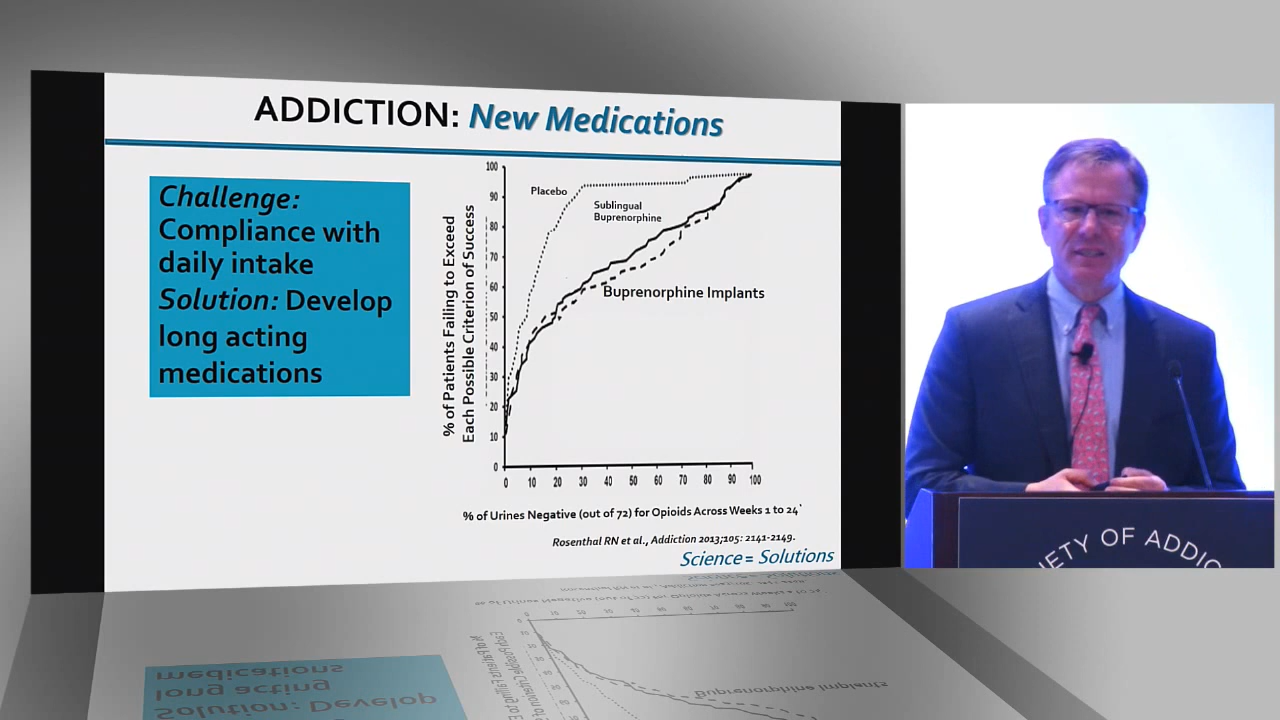 ADDICTION: New Medications
Challenge:
Compliance with
daily intake
Solution: Develop
long acting
medications
% of Patients Failing to Exceed
Each Possible Criterion of Success
100
90
80
70
60
50
40
30
20
10
0
Placebo
Sublingual
Buprenorphine
Buprenorphine Implants
0 10 20 30 40 50 60 70 80 90 100
% of Urines Negative (out of 72) for Opioids Across Weeks 1 to 24
Rosenthal RN et al., Addiction 2013;105: 2141-2149.
Science = Solutions
IETY OF ADDIC